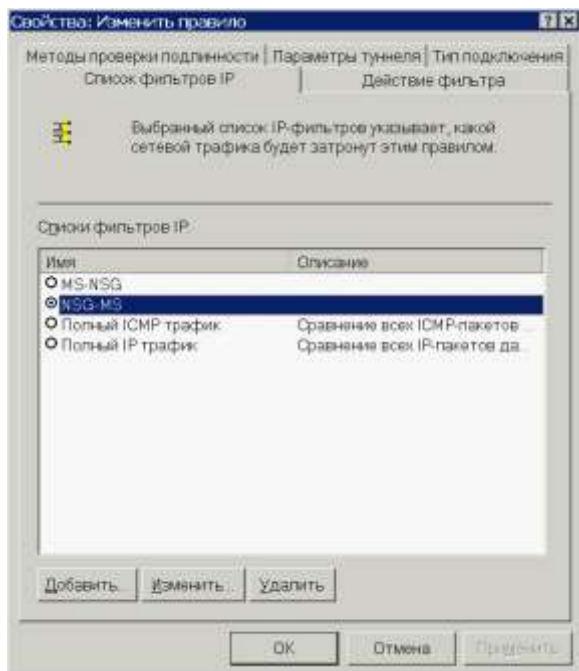 Свойства: Изменить правило
Методы проверки подлинности Параметры туннеля Тип подключения
Список фильтров IP Действие фильтра
Выбранный список IP-фильтров указывает, какой
сетевой трафика будет затронут этим правилом.
Списки фильтров IP
Имя Описание
MS-NSG
NSG-MS
Полный ICMP трафик Сравнение всех ICMP-пакетов ...
Полный IP трафик Сравнение всех IP-пакетов да...
Добавить... Изменить... Удалить
OK Отмена Применить